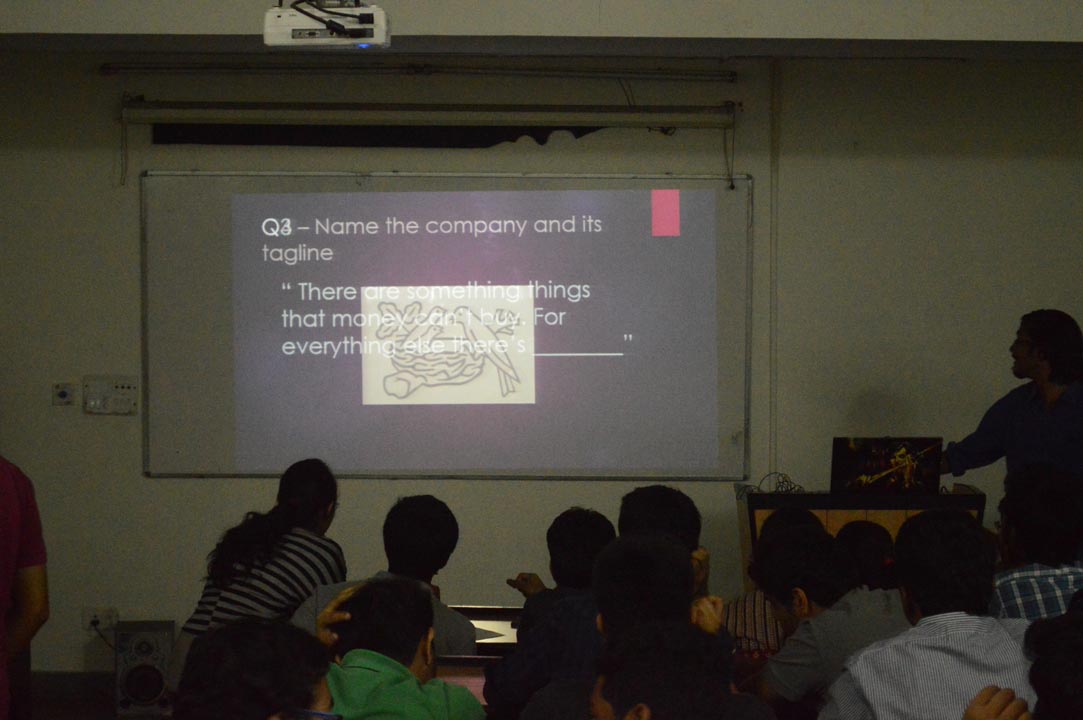 – Name the company and its
tagline
“ There are something things
that money can't buy. For
everything else there's ________”